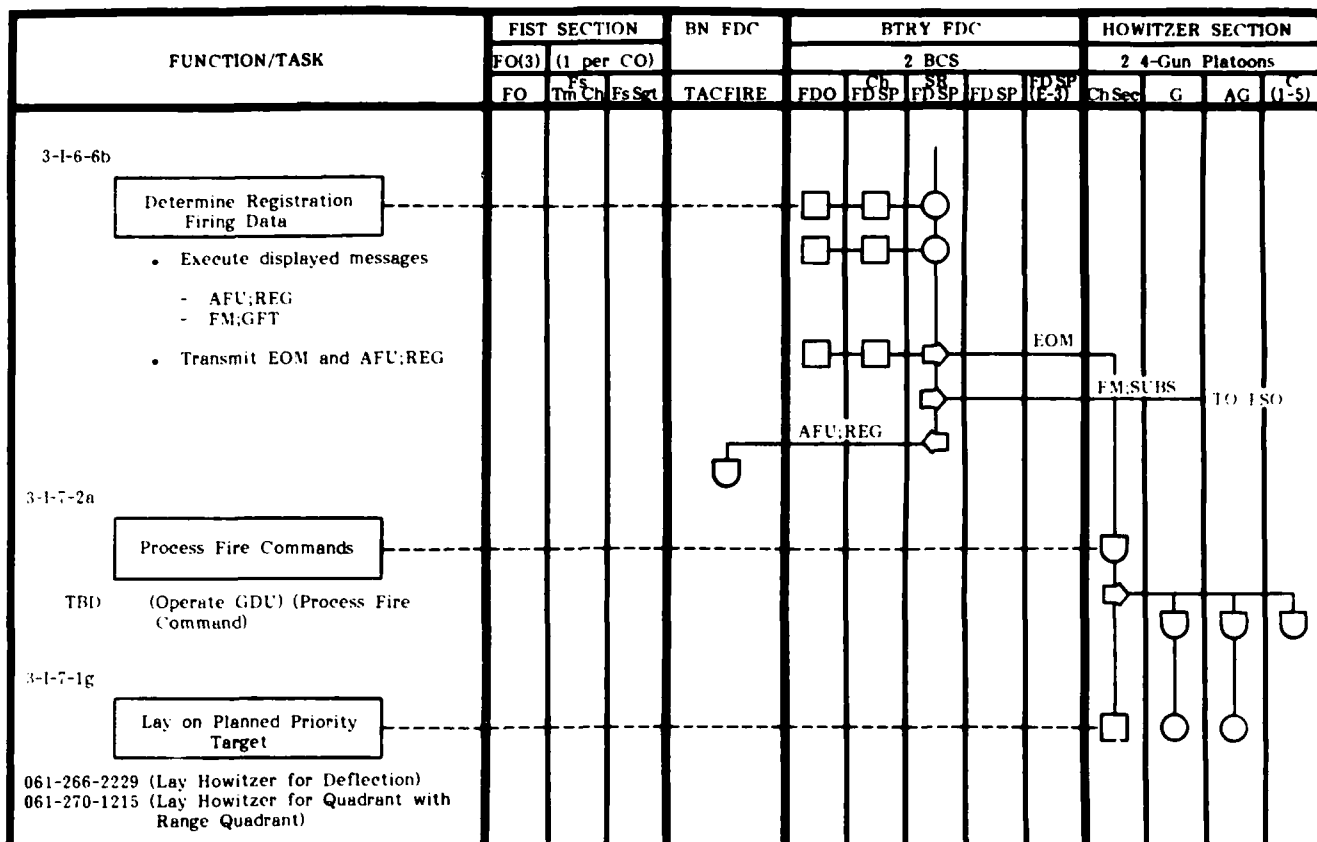 FUNCTION/TASK
FIST SECTION
BN FDC
BTRY FDC
HOWITZER SECTION
FO(3)
(1 per CO)
2 BCS
2 4-Gun Platoons
FO
Fs Tm Ch
Fs Sgt
TACFIRE
FDO
Ch FD SP
SR FD SP
FD SP
FD SP (E-3)
Ch Sec
G
AG
C (1-5)
3-1-6-6b
Determine Registration
Firing Data
• Execute displayed messages
- AFU;REG
- FM;GFT
• Transmit EOM and AFU;REG
EOM
FM;SUBS
TO FSO
AFU;REG
3-1-7-2a
Process Fire Commands
TBD (Operate GDU) (Process Fire
Command)
3-1-7-1g
Lay on Planned Priority
Target
061-266-2229 (Lay Howitzer for Deflection)
061-270-1215 (Lay Howitzer for Quadrant with
Range Quadrant)